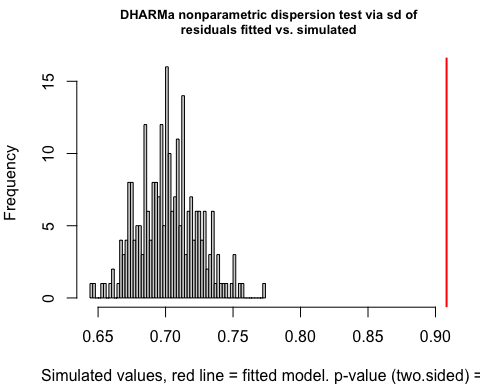 DHARMa nonparametric dispersion test via sd of
residuals fitted vs. simulated
Frequency
15
10
5
0
0.65 0.70 0.75 0.80 0.85 0.90
Simulated values, red line = fitted model. p-value (two.sided) =